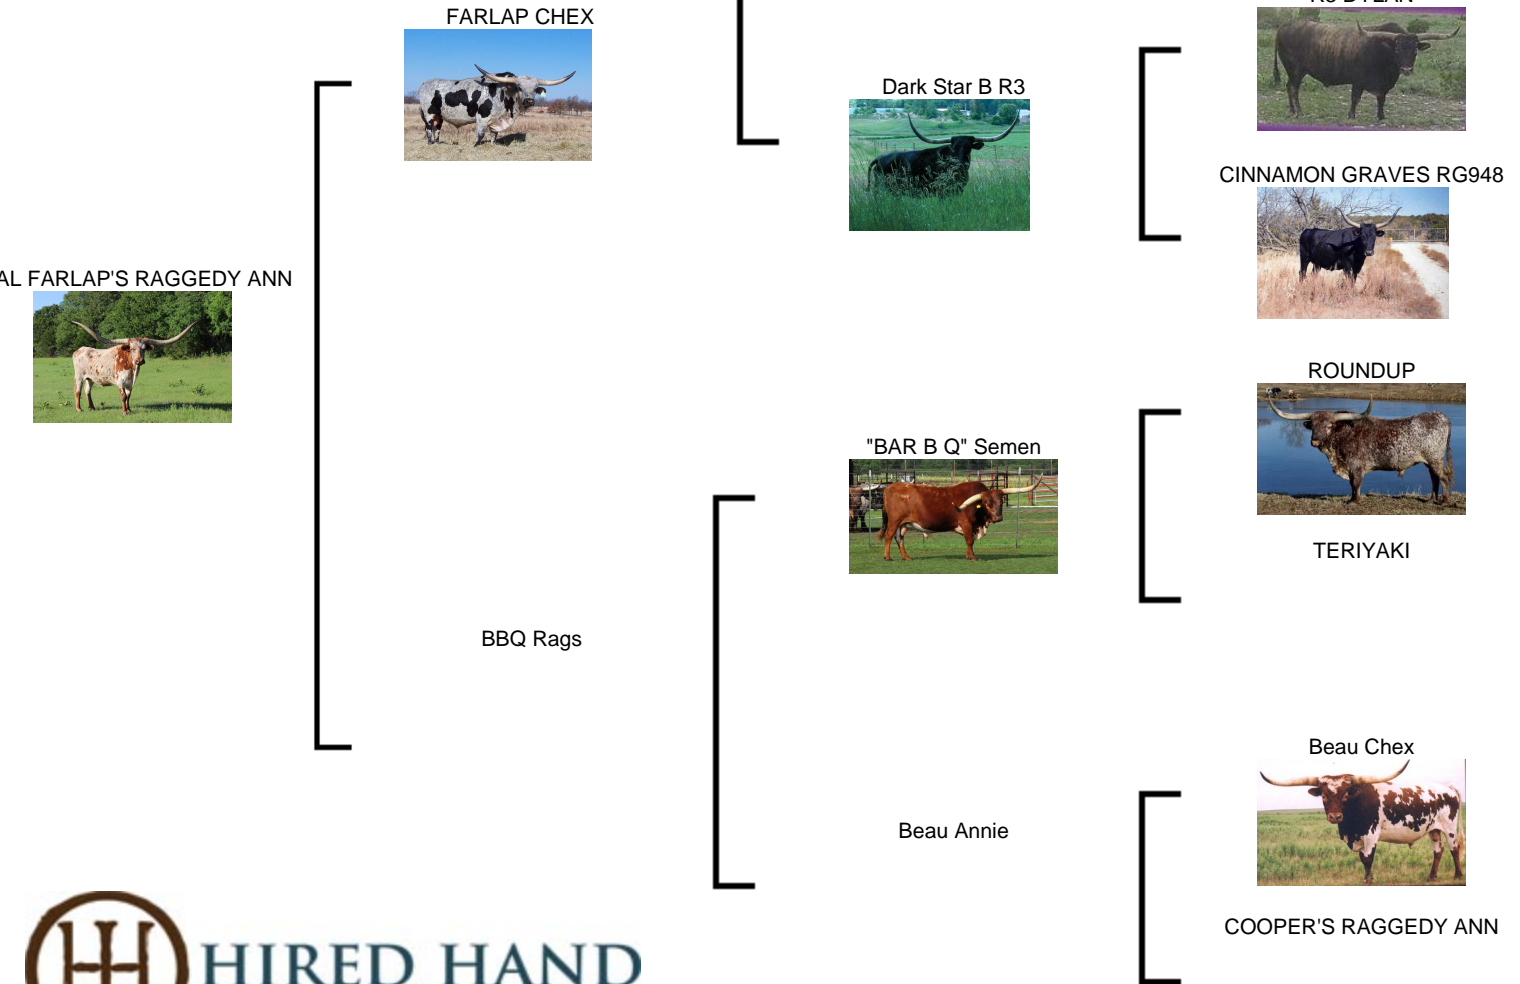 FARLAP CHEX
Dark Star B R3
CINNAMON GRAVES RG948
FARLAP'S RAGGEDY ANN
ROUNDUP
"BAR B Q" Semen
TERIYAKI
BBQ Rags
Beau Chex
Beau Annie
COOPER'S RAGGEDY ANN
HIRED HAND